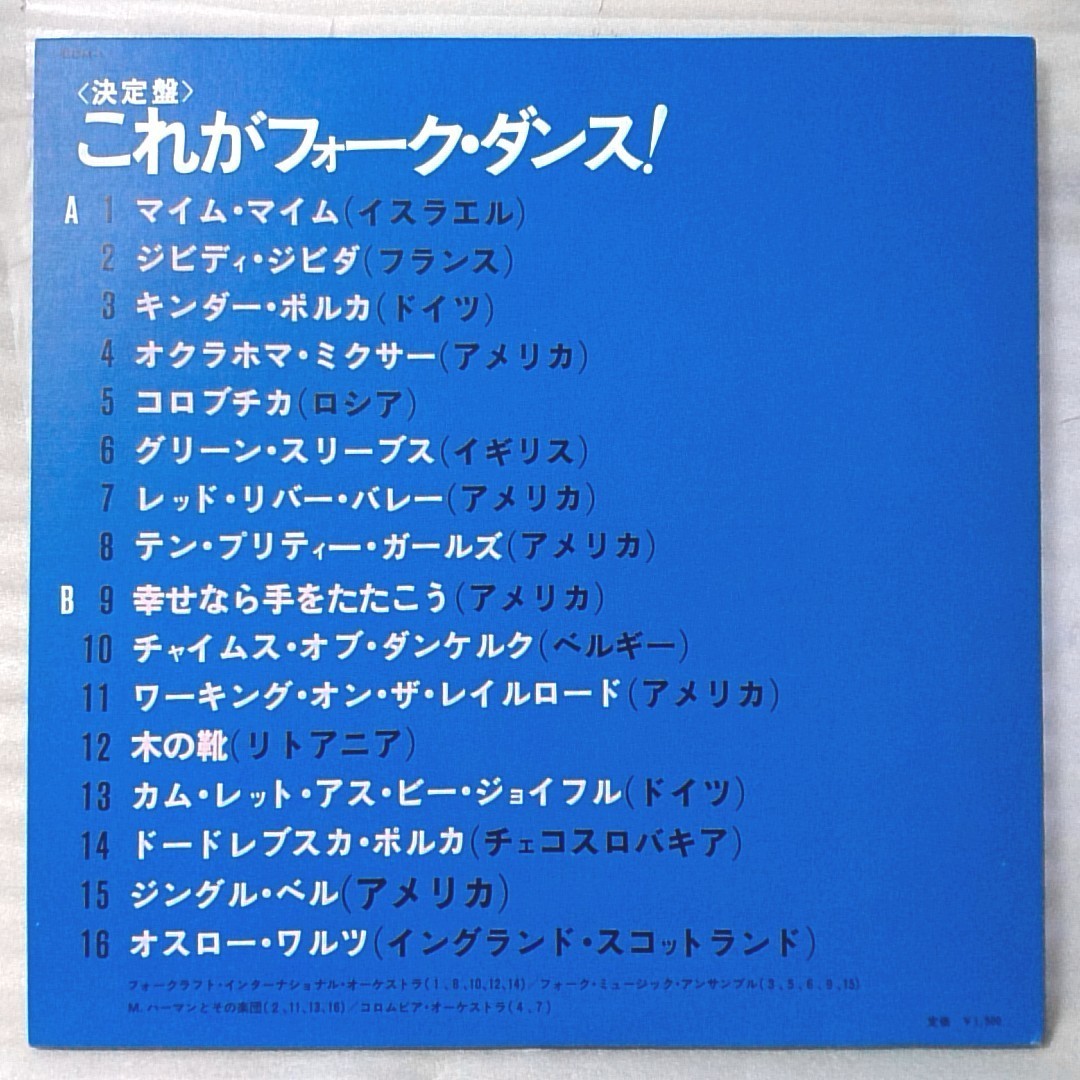 〈決定盤〉
これがフォーク・ダンス!
A 1 マイム・マイム(イスラエル)
2 ジビディ・ジビダ(フランス)
3 キンダー・ポルカ(ドイツ)
4 オクラホマ・ミクサー(アメリカ)
5 コロブチカ(ロシア)
6 グリーン・スリーブス(イギリス)
7 レッド・リバー・バレー(アメリカ)
8 テン・プリティー・ガールズ(アメリカ)
B 9 幸せなら手をたたこう(アメリカ)
10 チャイムス・オブ・ダンケルク(ベルギー)
11 ワーキング・オン・ザ・レイルロード(アメリカ)
12 木の靴(リトアニア)
13 カム・レット・アス・ビー・ジョイフル(ドイツ)
14 ドードレブスカ・ポルカ(チェコスロバキア)
15 ジングル・ベル(アメリカ)
16 オスロー・ワルツ(イングランド・スコットランド)
フォークラフト・インターナショナル・オーケストラ(1、8、10、12、14)/フォーク・ミュージック・アンサンブル(3、5、6、9、15)
M.ハーマンとその楽団(2、11、13、16)/コロムビア・オーケストラ(4、7)
定価 ¥1,500